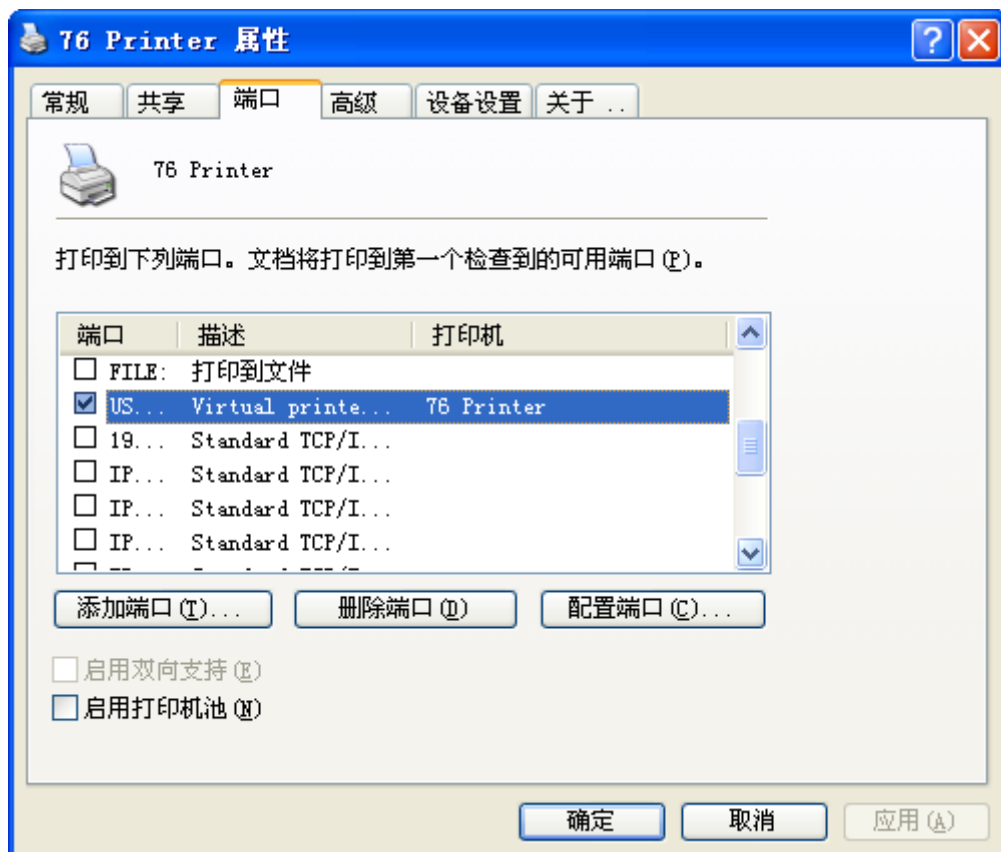 76 Printer 属性
常规 共享 端口 高级 设备设置 关于 ..
76 Printer
打印到下列端口。文档将打印到第一个检查到的可用端口(P)。
端口 描述 打印机
FILE: 打印到文件
US... Virtual printe... 76 Printer
19... Standard TCP/I...
IP... Standard TCP/I...
IP... Standard TCP/I...
IP... Standard TCP/I...
添加端口(T)... 删除端口(D) 配置端口(C)...
启用双向支持(E)
启用打印机池(N)
确定 取消 应用(A)